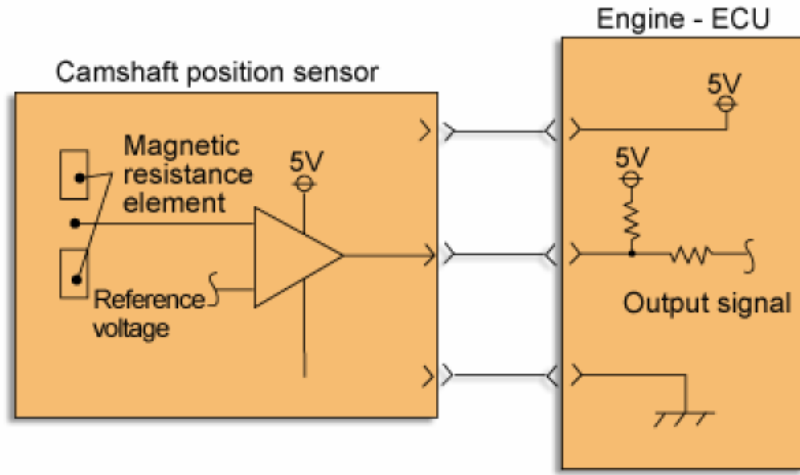 Engine - ECU
Camshaft position sensor
5V
Magnetic
resistance
element
5V
5V
Reference
voltage
Output signal